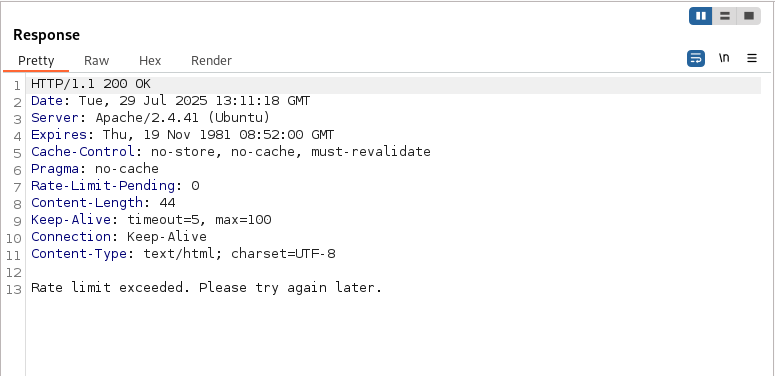 Response
Pretty Raw Hex Render
\n
1 HTTP/1.1 200 OK
2 Date: Tue, 29 Jul 2025 13:11:18 GMT
3 Server: Apache/2.4.41 (Ubuntu)
4 Expires: Thu, 19 Nov 1981 08:52:00 GMT
5 Cache-Control: no-store, no-cache, must-revalidate
6 Pragma: no-cache
7 Rate-Limit-Pending: 0
8 Content-Length: 44
9 Keep-Alive: timeout=5, max=100
10 Connection: Keep-Alive
11 Content-Type: text/html; charset=UTF-8
12
13 Rate limit exceeded. Please try again later.